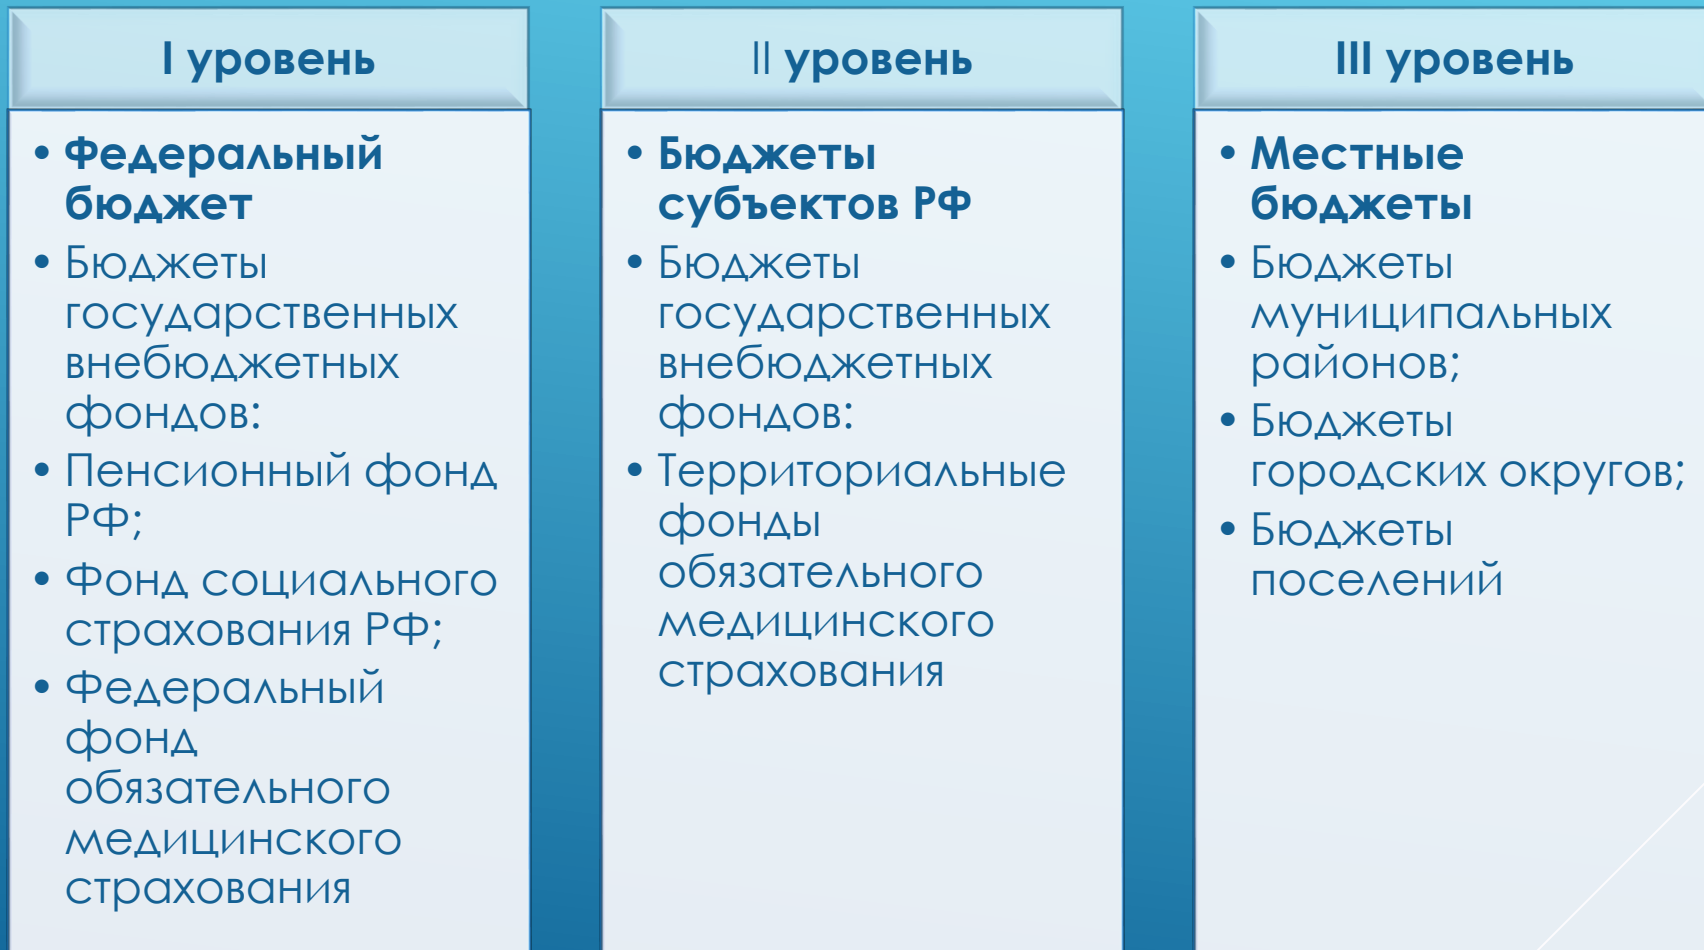 I уровень
• Федеральный
бюджет
• Бюджеты
государственных
внебюджетных
фондов:
• Пенсионный фонд
РФ;
• Фонд социального
страхования РФ;
• Федеральный
фонд
обязательного
медицинского
страхования
II уровень
• Бюджеты
субъектов РФ
• Бюджеты
государственных
внебюджетных
фондов:
• Территориальные
фонды
обязательного
медицинского
страхования
III уровень
• Местные
бюджеты
• Бюджеты
муниципальных
районов;
• Бюджеты
городских округов;
• Бюджеты
поселений